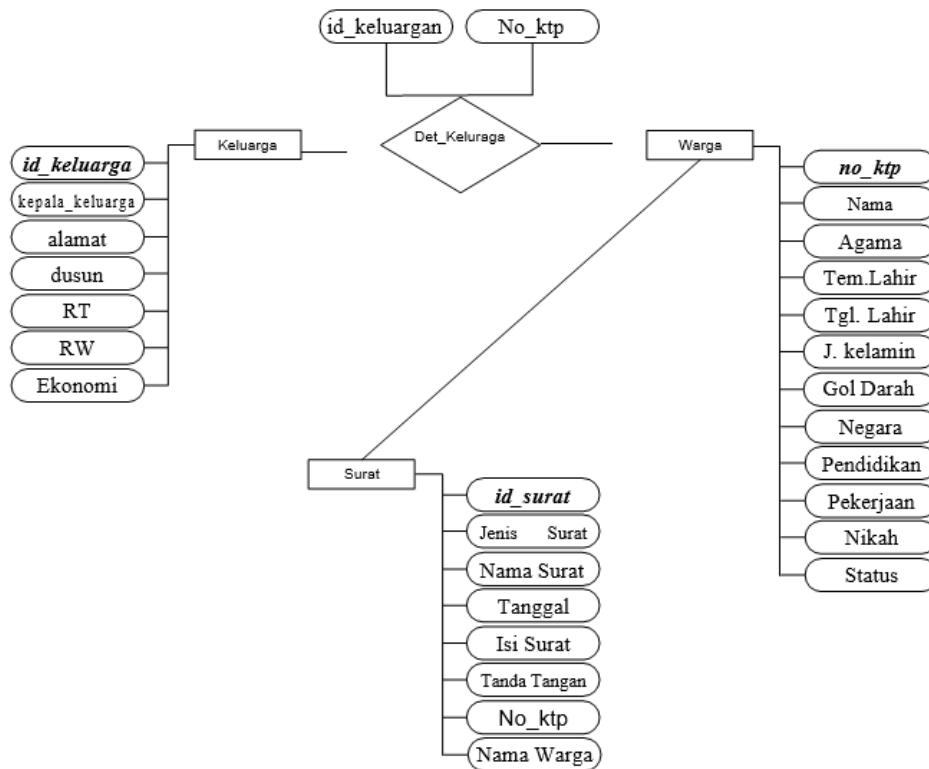 id_keluargan
No_ktp
Det_Keluraga
Keluarga
Warga
id_keluarga
kepala_keluarga
alamat
dusun
RT
RW
Ekonomi
no_ktp
Nama
Agama
Tem.Lahir
Tgl. Lahir
J. kelamin
Gol Darah
Negara
Pendidikan
Pekerjaan
Nikah
Status
Surat
id_surat
Jenis Surat
Nama Surat
Tanggal
Isi Surat
Tanda Tangan
No_ktp
Nama Warga